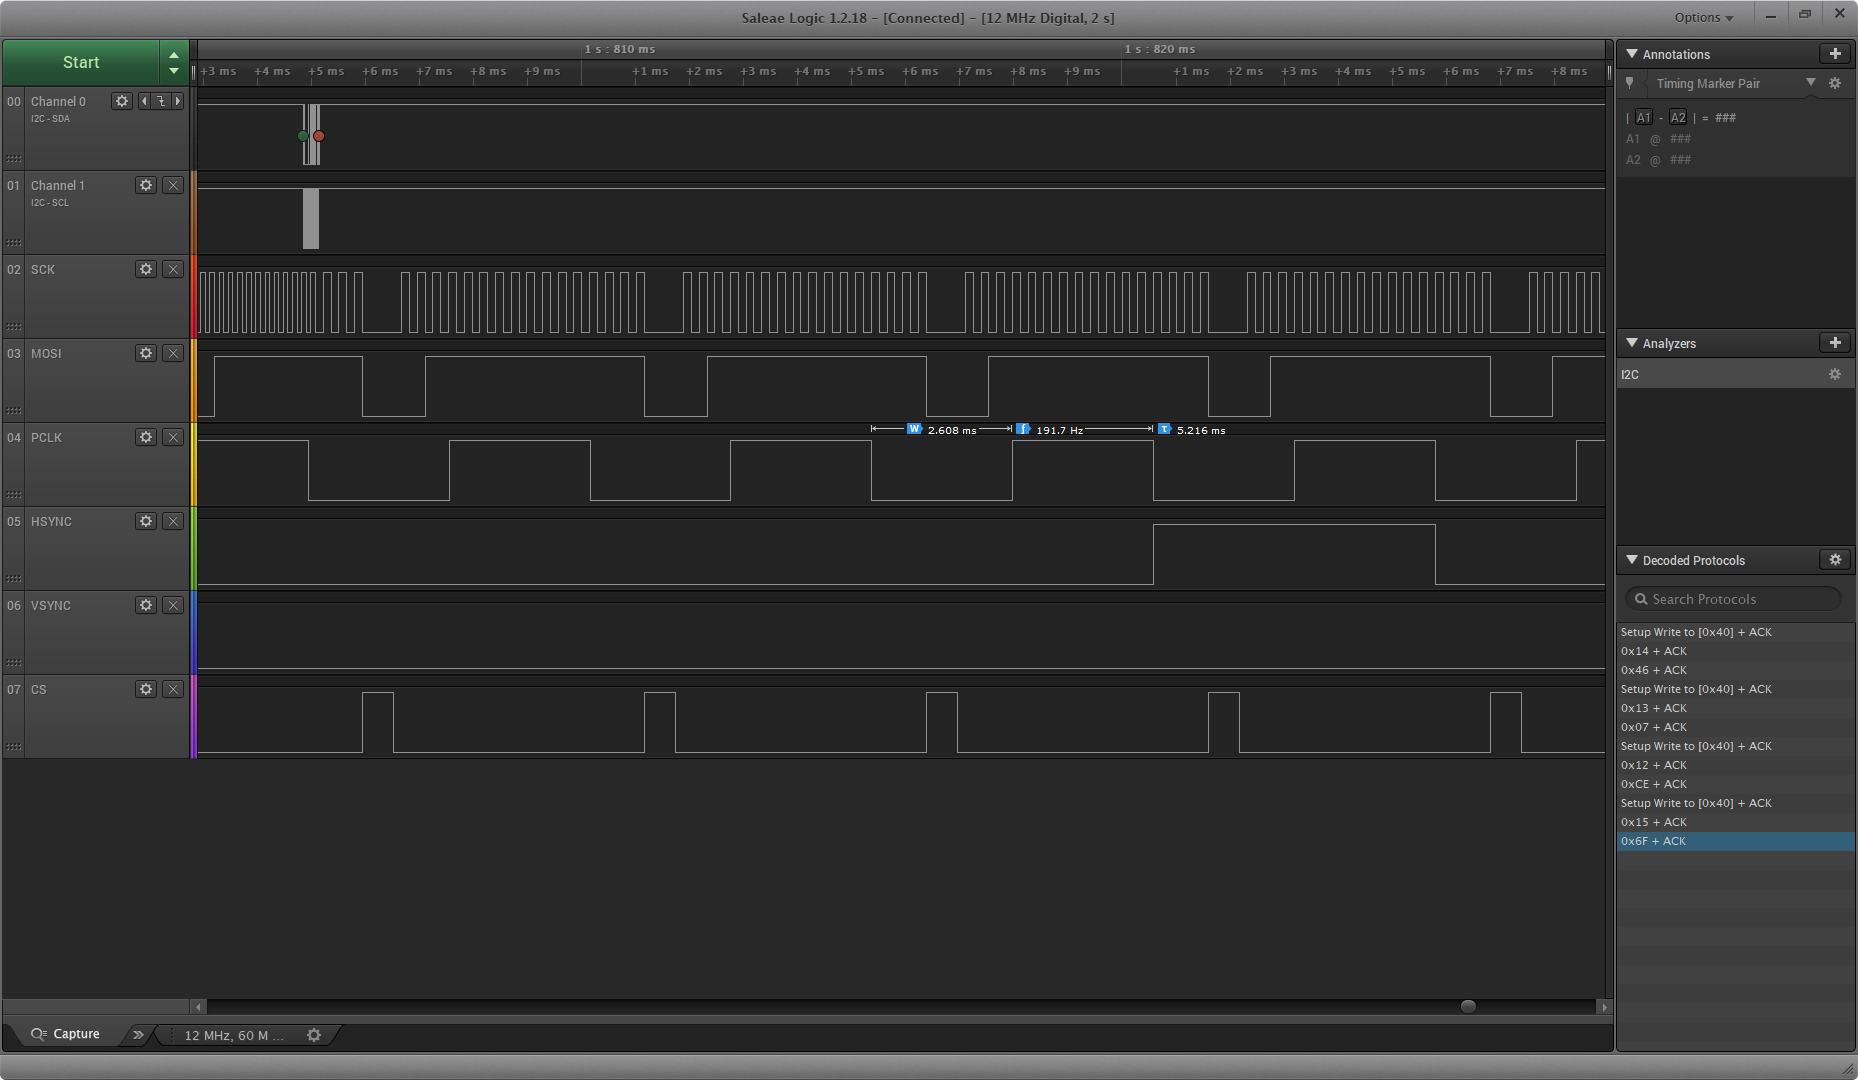 Saleae Logic 1.2.18 - [Connected] - [12 MHz Digital, 2 s]
Options
Start
1 s : 810 ms
1 s : 820 ms
+3 ms +4 ms +5 ms +6 ms +7 ms +8 ms +9 ms +1 ms +2 ms +3 ms +4 ms +5 ms +6 ms +7 ms +8 ms +9 ms +1 ms +2 ms +3 ms +4 ms +5 ms +6 ms +7 ms +8 ms
00 Channel 0
I2C - SDA
01 Channel 1
I2C - SCL
02 SCK
03 MOSI
04 PCLK
W 2.608 ms f 191.7 Hz T 5.216 ms
05 HSYNC
06 VSYNC
07 CS
Capture
12 MHz, 60 M ...
Annotations
Timing Marker Pair
| A1 - A2 | = ###
A1 @ ###
A2 @ ###
Analyzers
I2C
Decoded Protocols
Search Protocols
Setup Write to [0x40] + ACK
0x14 + ACK
0x46 + ACK
Setup Write to [0x40] + ACK
0x13 + ACK
0x07 + ACK
Setup Write to [0x40] + ACK
0x12 + ACK
0xCE + ACK
Setup Write to [0x40] + ACK
0x15 + ACK
0x6F + ACK